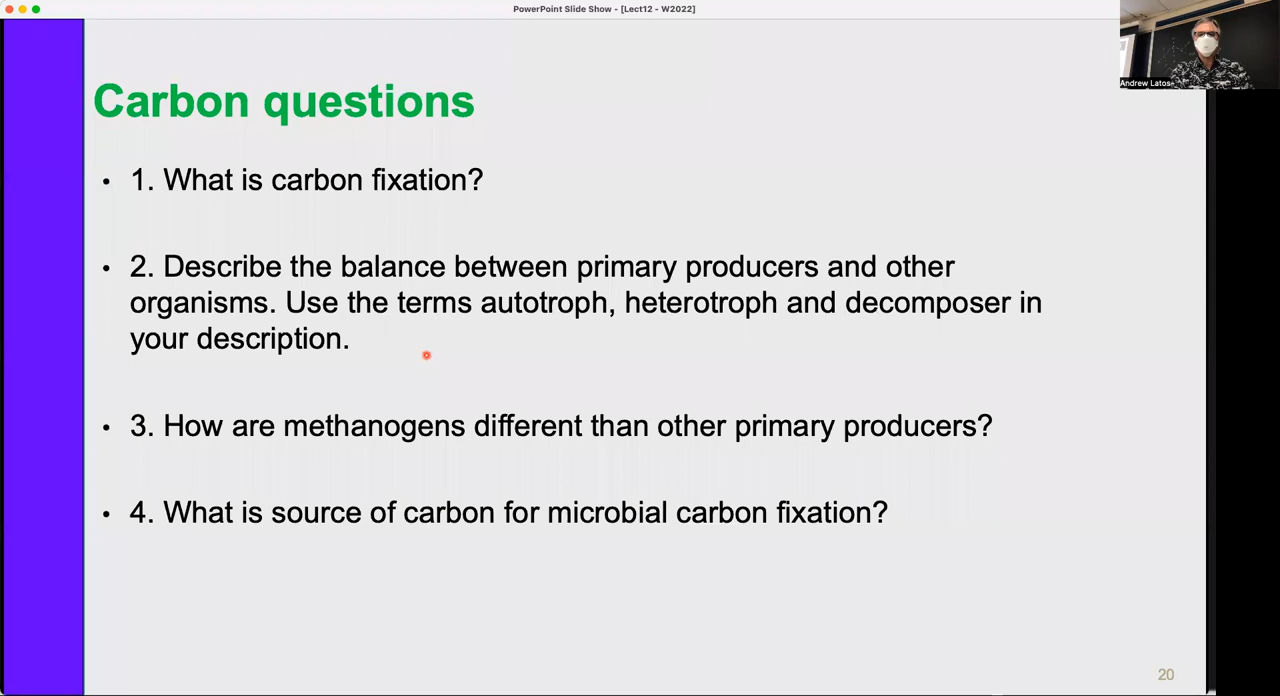 PowerPoint Slide Show - [Lect12 - W2022]
Andrew Latos
Carbon questions
• 1. What is carbon fixation?
• 2. Describe the balance between primary producers and other
organisms. Use the terms autotroph, heterotroph and decomposer in
your description.
• 3. How are methanogens different than other primary producers?
• 4. What is source of carbon for microbial carbon fixation?
20